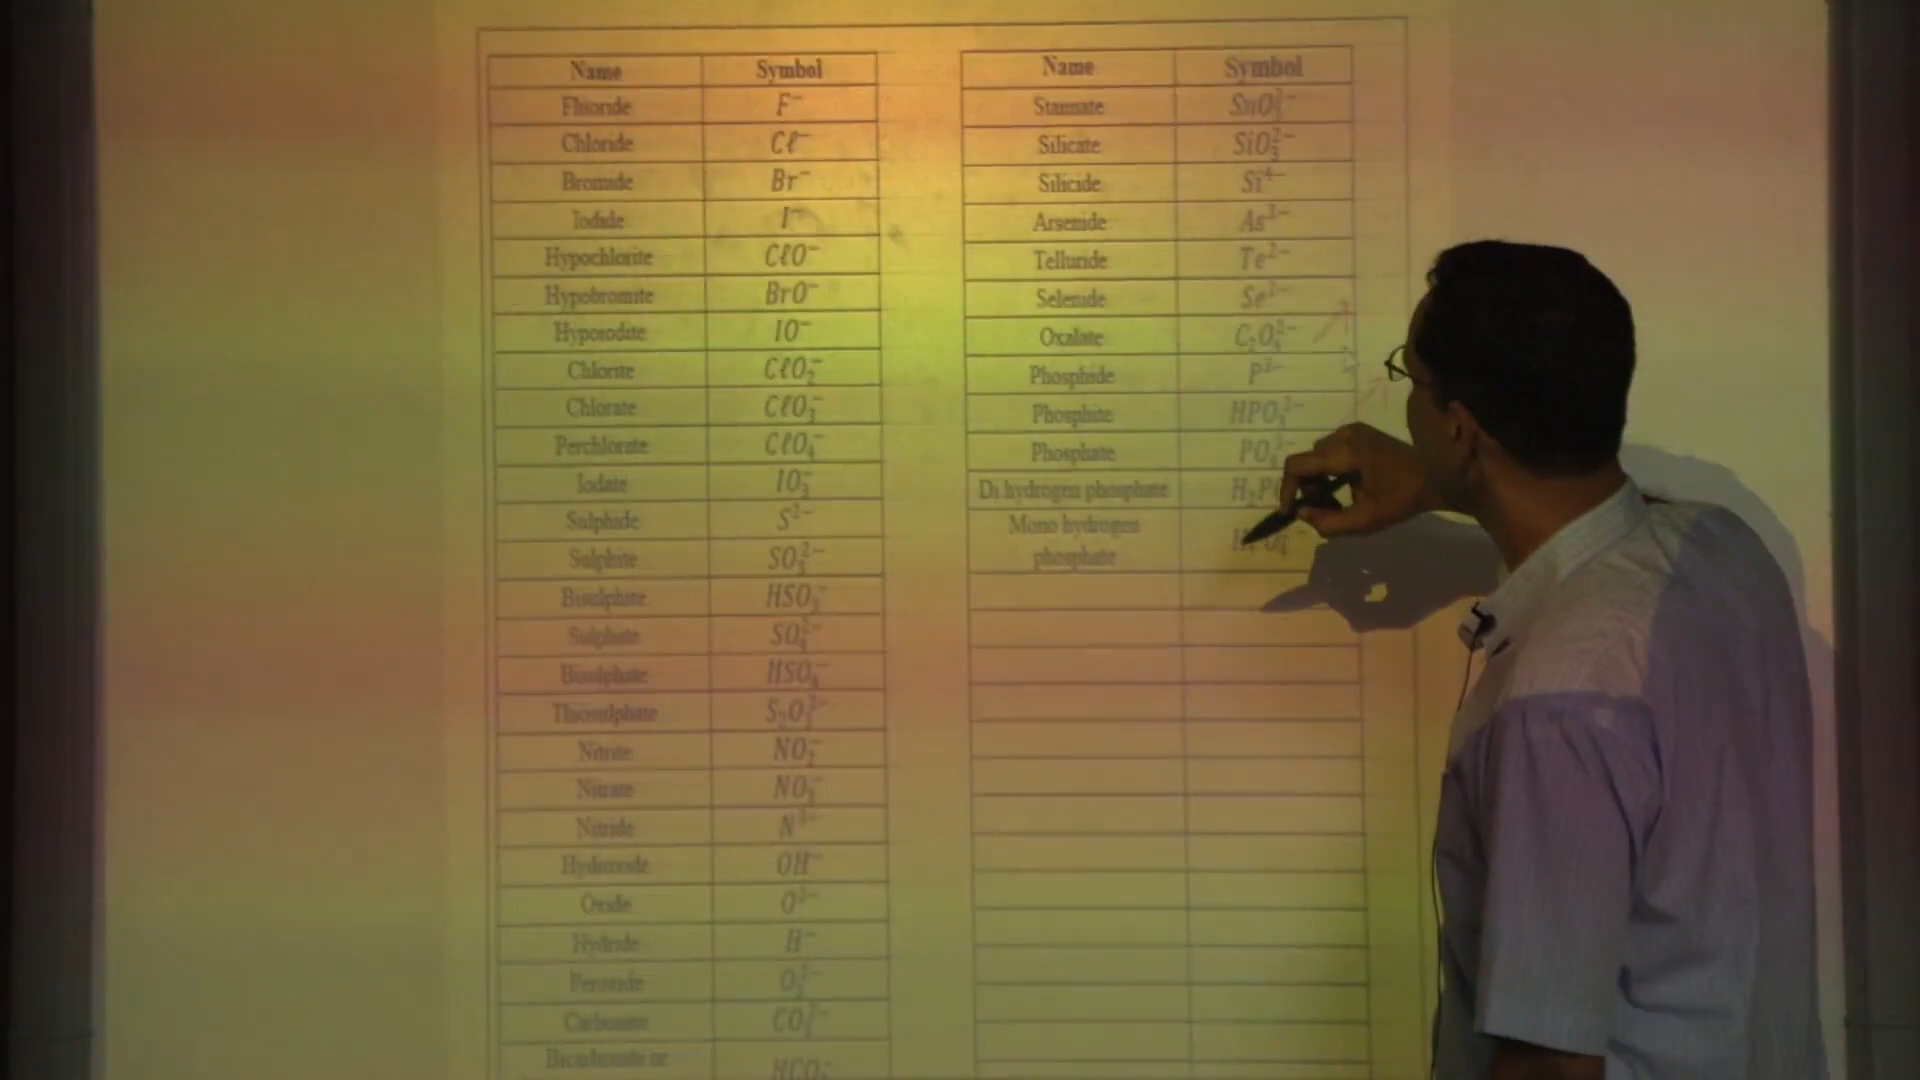 Name Symbol
Fluoride F⁻
Chloride Cℓ⁻
Bromide Br⁻
Iodide I⁻
Hypochlorite CℓO⁻
Hypobromite BrO⁻
Hypoiodite IO⁻
Chlorite CℓO₂⁻
Chlorate CℓO₃⁻
Perchlorate CℓO₄⁻
Iodate IO₃⁻
Sulphide S²⁻
Sulphite SO₃²⁻
Bisulphite HSO₃⁻
Sulphate SO₄²⁻
Bisulphate HSO₄⁻
Thiosulphate S₂O₃²⁻
Nitrite NO₂⁻
Nitrate NO₃⁻
Nitride N³⁻
Hydroxide OH⁻
Oxide O²⁻
Hydride H⁻
Peroxide O₂²⁻
Carbonate CO₃²⁻
Bicarbonate or
HCO₃⁻
Name Symbol
Stannate SnO₃²⁻
Silicate SiO₃²⁻
Silicide Si⁴⁻
Arsenide As³⁻
Telluride Te²⁻
Selenide Se²⁻
Oxalate C₂O₄²⁻
Phosphide P³⁻
Phosphite HPO₃²⁻
Phosphate PO₄³⁻
Di hydrogen phosphate H₂P
Mono hydrogen
phosphate